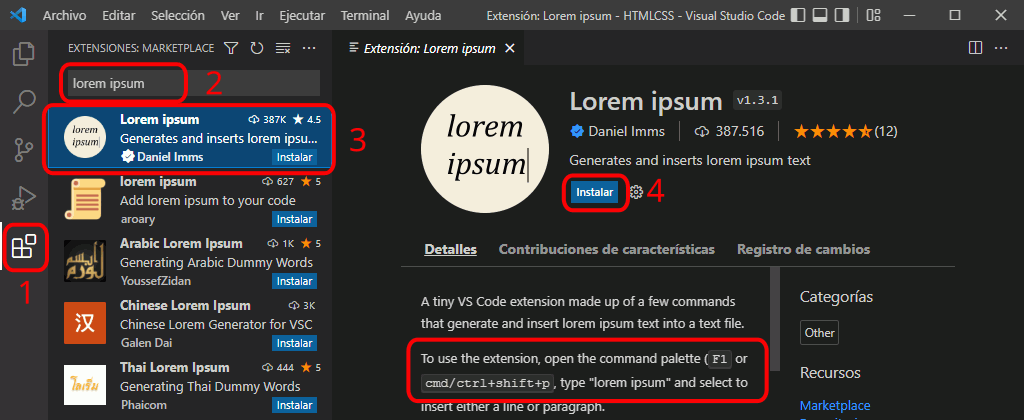 Archivo Editar Selección Ver Ir Ejecutar Terminal Ayuda Extensión: Lorem ipsum - HTMLCSS - Visual Studio Code
EXTENSIONES: MARKETPLACE
lorem ipsum
2
Lorem ipsum 387K 4.5
Generates and inserts lorem ipsu...
Daniel Imms Instalar
lorem
ipsum
3
lorem ipsum 627 5
Add lorem ipsum to your code
aroary Instalar
Arabic Lorem Ipsum 1K 5
Generating Arabic Dummy Words
YoussefZidan Instalar
1
Chinese Lorem Ipsum 3K
Chinese Lorem Generator for VSC
Galen Dai Instalar
汉
Thai Lorem Ipsum 444 5
Generating Thai Dummy Words
Phaicom Instalar
ไลเร็ม
Extensión: Lorem ipsum
lorem
ipsum
Lorem ipsum v1.3.1
Daniel Imms 387.516 (12)
Generates and inserts lorem ipsum text
Instalar
4
Detalles Contribuciones de características Registro de cambios
A tiny VS Code extension made up of a few commands
that generate and insert lorem ipsum text into a text file.
To use the extension, open the command palette (F1 or
cmd/ctrl+shift+p, type "lorem ipsum" and select to
insert either a line or paragraph.
Categorías
Other
Recursos
Marketplace